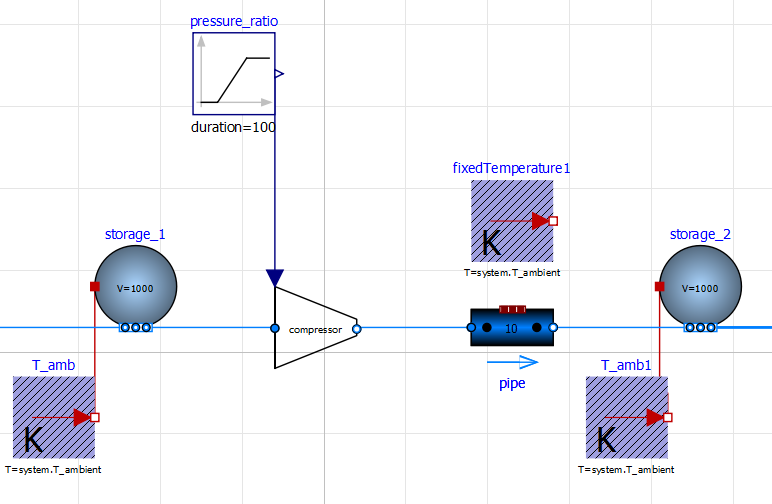 pressure_ratio
duration=100
fixedTemperature1
K
T=system.T_ambient
storage_1
V=1000
storage_2
V=1000
compressor
10
pipe
T_amb
K
T=system.T_ambient
T_amb1
K
T=system.T_ambient